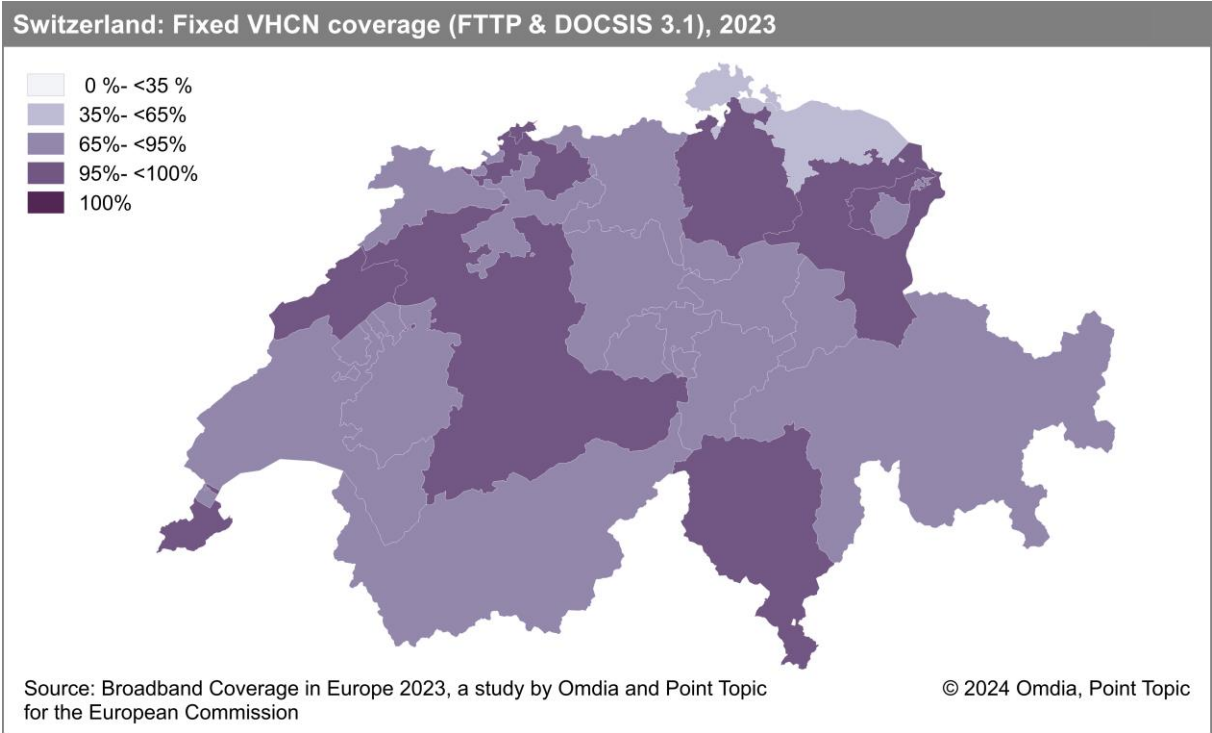 Switzerland: Fixed VHCN coverage (FTTP & DOCSIS 3.1), 2023
0 %- <35 %
35%- <65%
65%- <95%
95%- <100%
100%
Source: Broadband Coverage in Europe 2023, a study by Omdia and Point Topic
for the European Commission
© 2024 Omdia, Point Topic